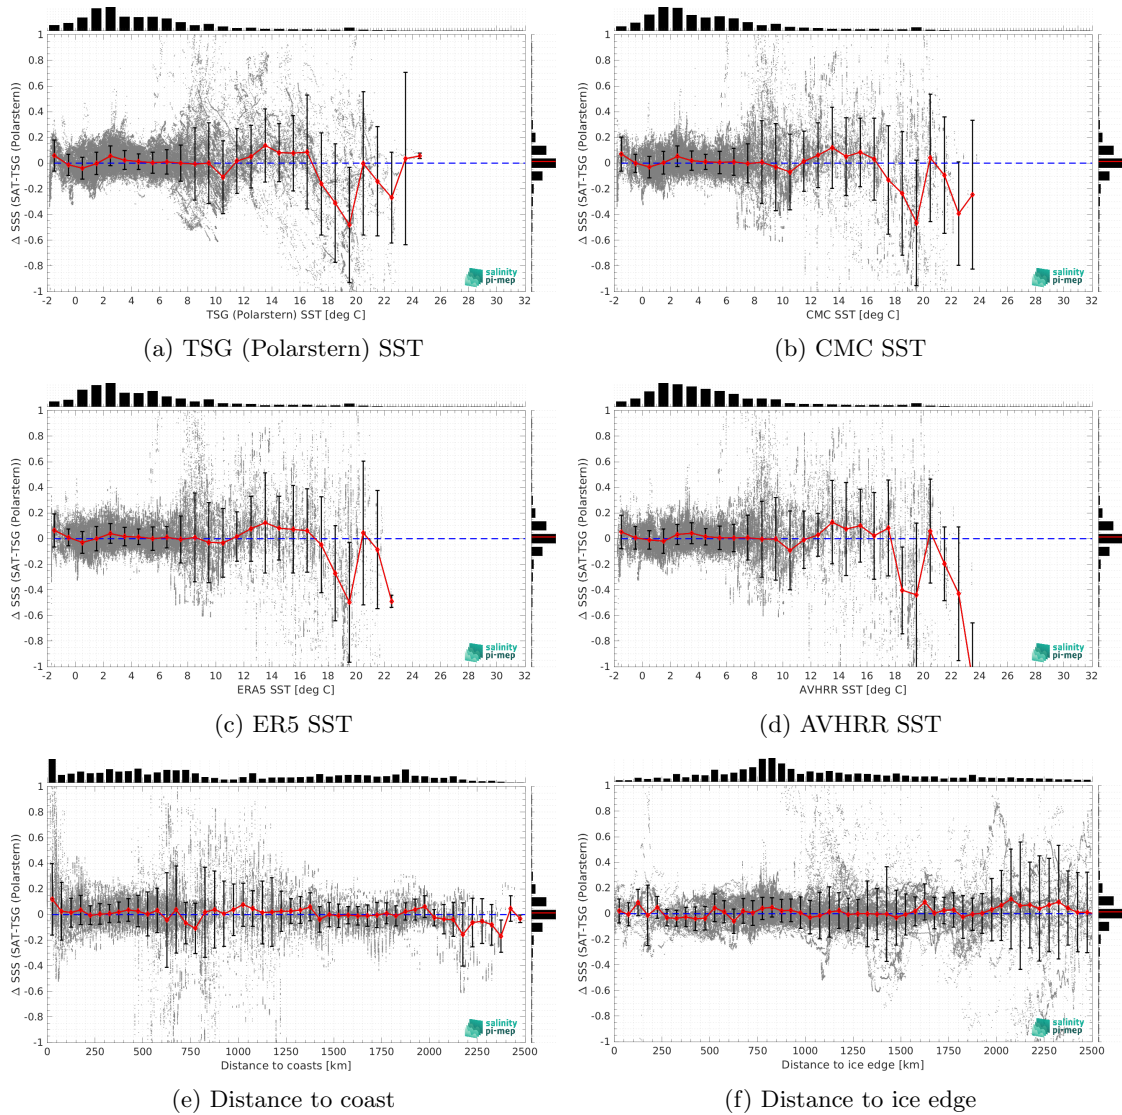 1
0.8
0.6
0.4
0.2
0
-0.2
-0.4
-0.6
-0.8
-1
Δ SSS (SAT-TSG (Polarstern))
salinity
pi-mep
-2 0 2 4 6 8 10 12 14 16 18 20 22 24 26 28 30 32
TSG (Polarstern) SST [deg C]
(a) TSG (Polarstern) SST
1
0.8
0.6
0.4
0.2
0
-0.2
-0.4
-0.6
-0.8
-1
Δ SSS (SAT-TSG (Polarstern))
salinity
pi-mep
-2 0 2 4 6 8 10 12 14 16 18 20 22 24 26 28 30 32
CMC SST [deg C]
(b) CMC SST
1
0.8
0.6
0.4
0.2
0
-0.2
-0.4
-0.6
-0.8
-1
Δ SSS (SAT-TSG (Polarstern))
salinity
pi-mep
-2 0 2 4 6 8 10 12 14 16 18 20 22 24 26 28 30 32
ERA5 SST [deg C]
(c) ER5 SST
1
0.8
0.6
0.4
0.2
0
-0.2
-0.4
-0.6
-0.8
-1
Δ SSS (SAT-TSG (Polarstern))
salinity
pi-mep
-2 0 2 4 6 8 10 12 14 16 18 20 22 24 26 28 30 32
AVHRR SST [deg C]
(d) AVHRR SST
1
0.8
0.6
0.4
0.2
0
-0.2
-0.4
-0.6
-0.8
-1
Δ SSS (SAT-TSG (Polarstern))
salinity
pi-mep
0 250 500 750 1000 1250 1500 1750 2000 2250 2500
Distance to coasts [km]
(e) Distance to coast
1
0.8
0.6
0.4
0.2
0
-0.2
-0.4
-0.6
-0.8
-1
Δ SSS (SAT-TSG (Polarstern))
salinity
pi-mep
0 250 500 750 1000 1250 1500 1750 2000 2250 2500
Distance to ice edge [km]
(f) Distance to ice edge